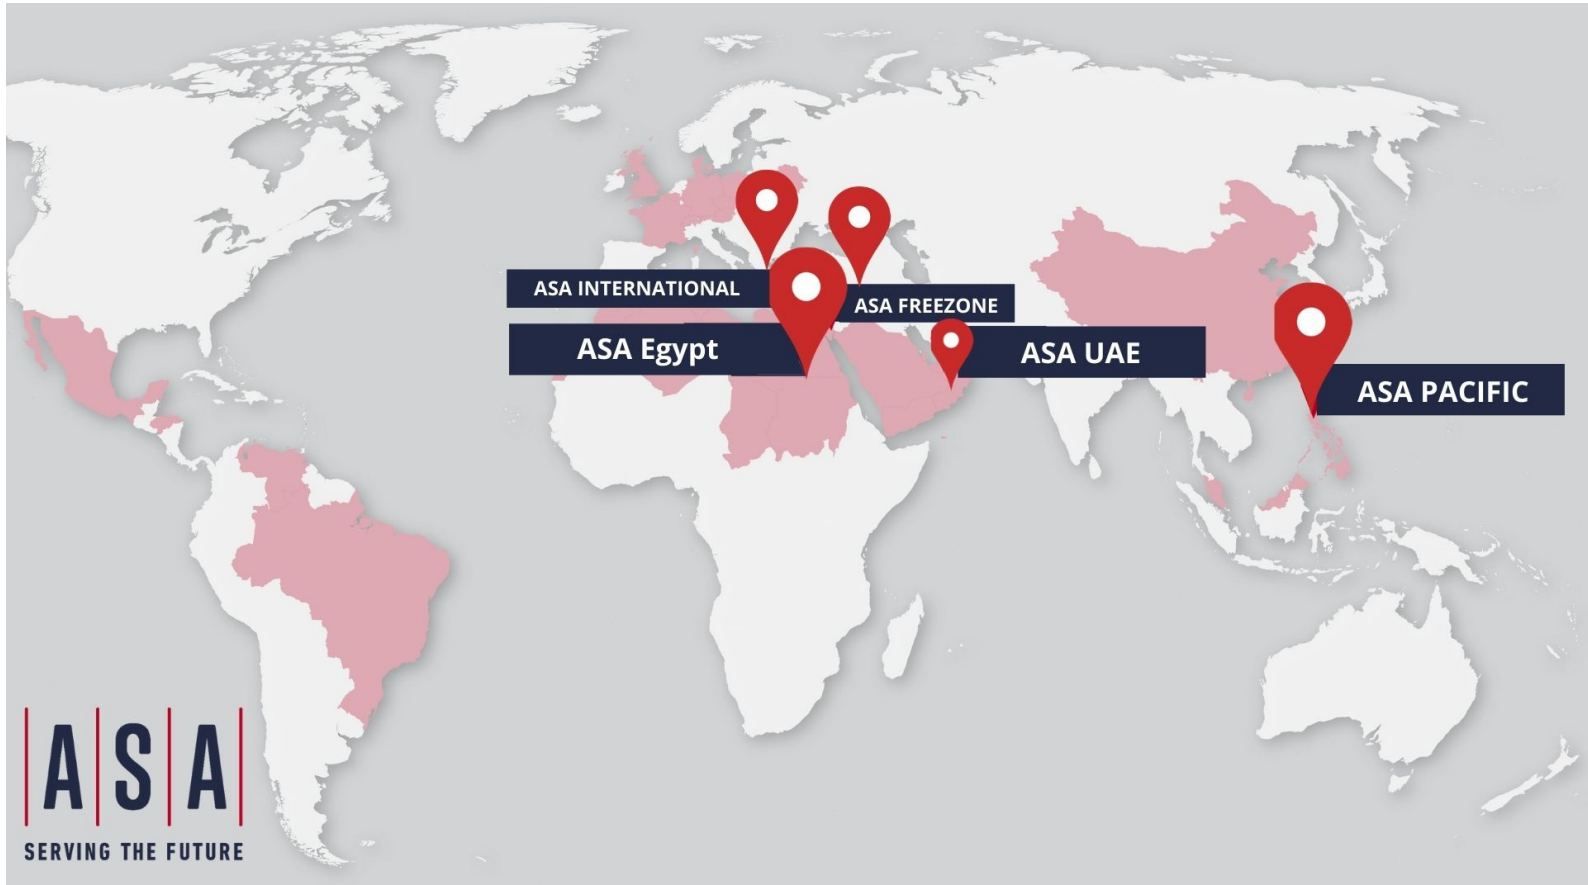 ASA INTERNATIONAL
ASA FREEZONE
ASA Egypt
ASA UAE
ASA PACIFIC
ASA
SERVING THE FUTURE